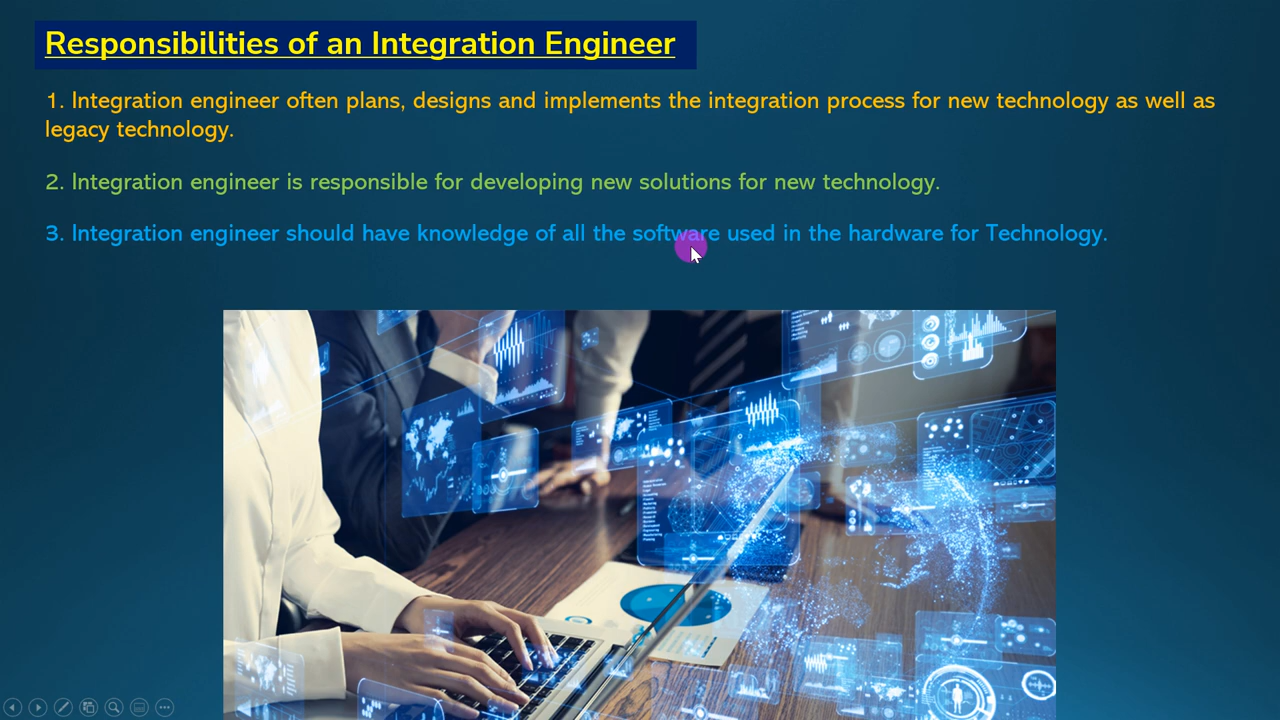 Responsibilities of an Integration Engineer
1. Integration engineer often plans, designs and implements the integration process for new technology as well as
legacy technology.
2. Integration engineer is responsible for developing new solutions for new technology.
3. Integration engineer should have knowledge of all the software used in the hardware for Technology.